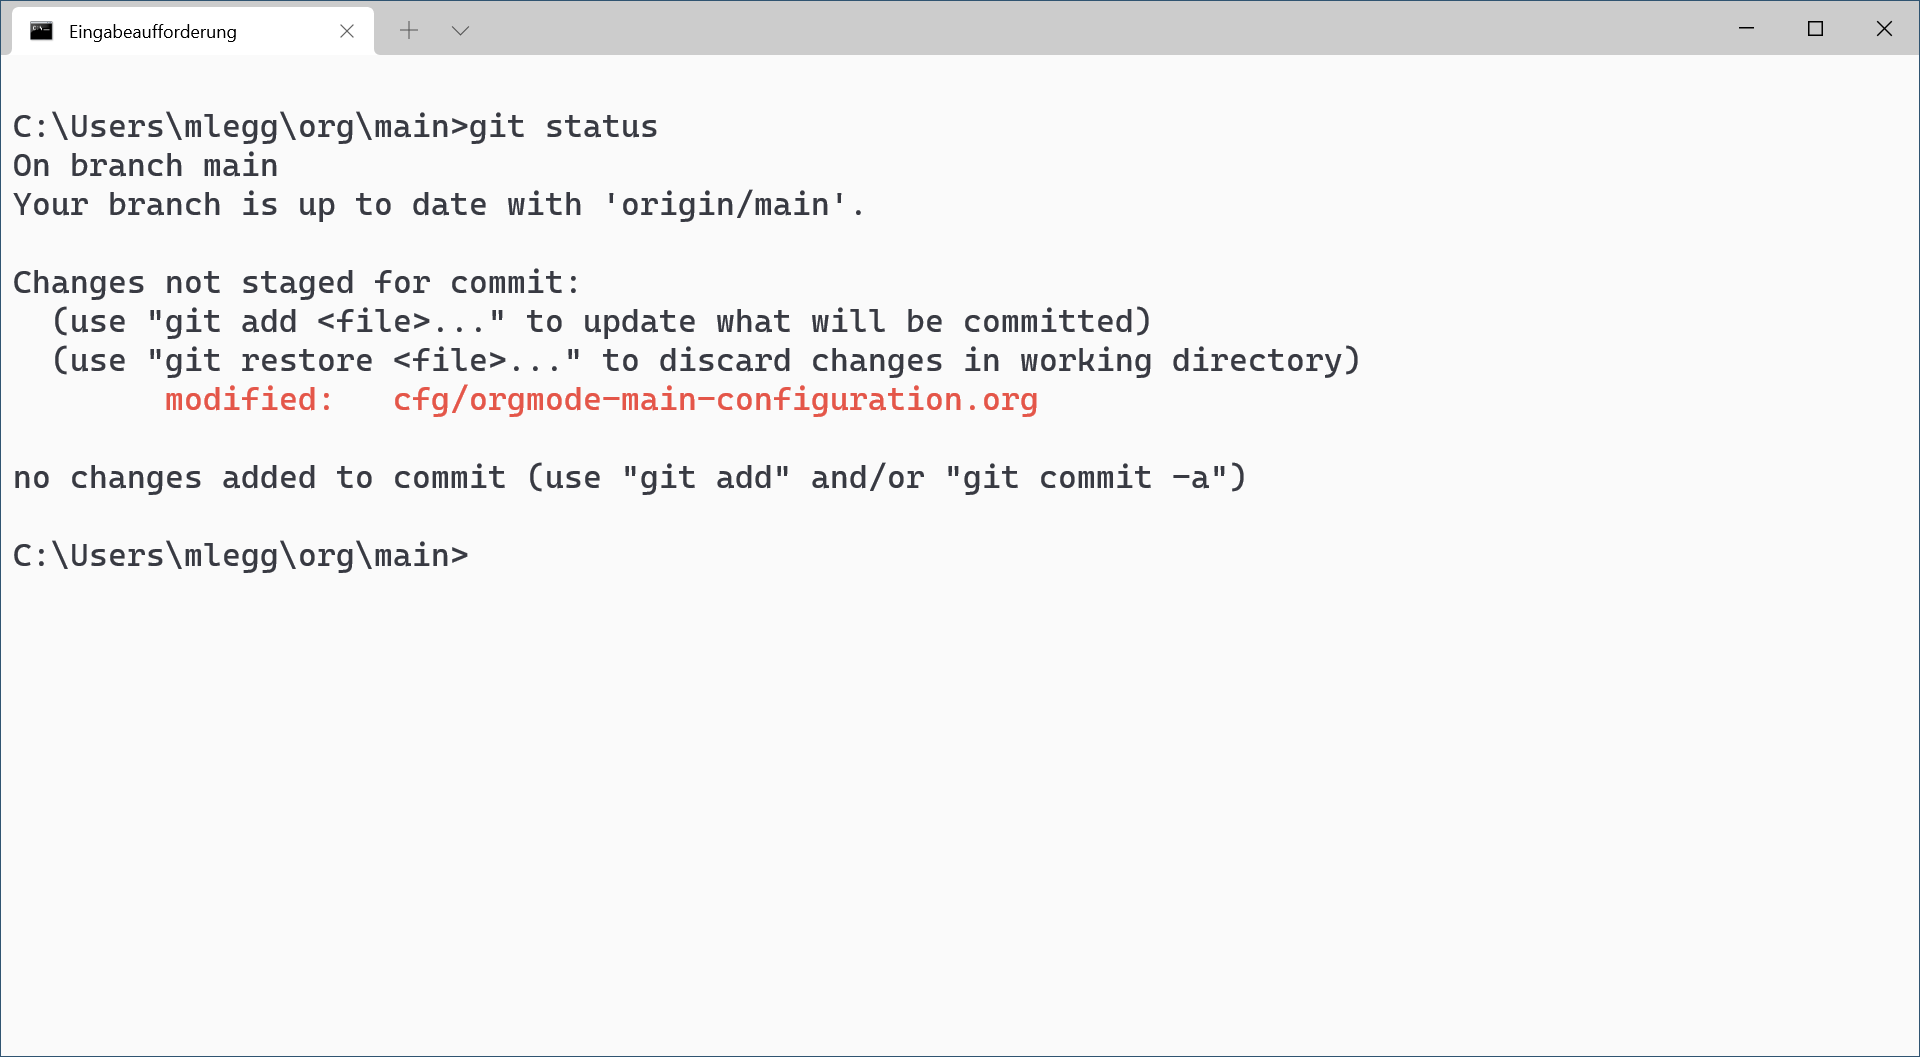 Eingabeaufforderung
C:\Users\mlegg\org\main>git status
On branch main
Your branch is up to date with 'origin/main'.
Changes not staged for commit:
  (use "git add <file>..." to update what will be committed)
  (use "git restore <file>..." to discard changes in working directory)
        modified:   cfg/orgmode-main-configuration.org
no changes added to commit (use "git add" and/or "git commit -a")
C:\Users\mlegg\org\main>